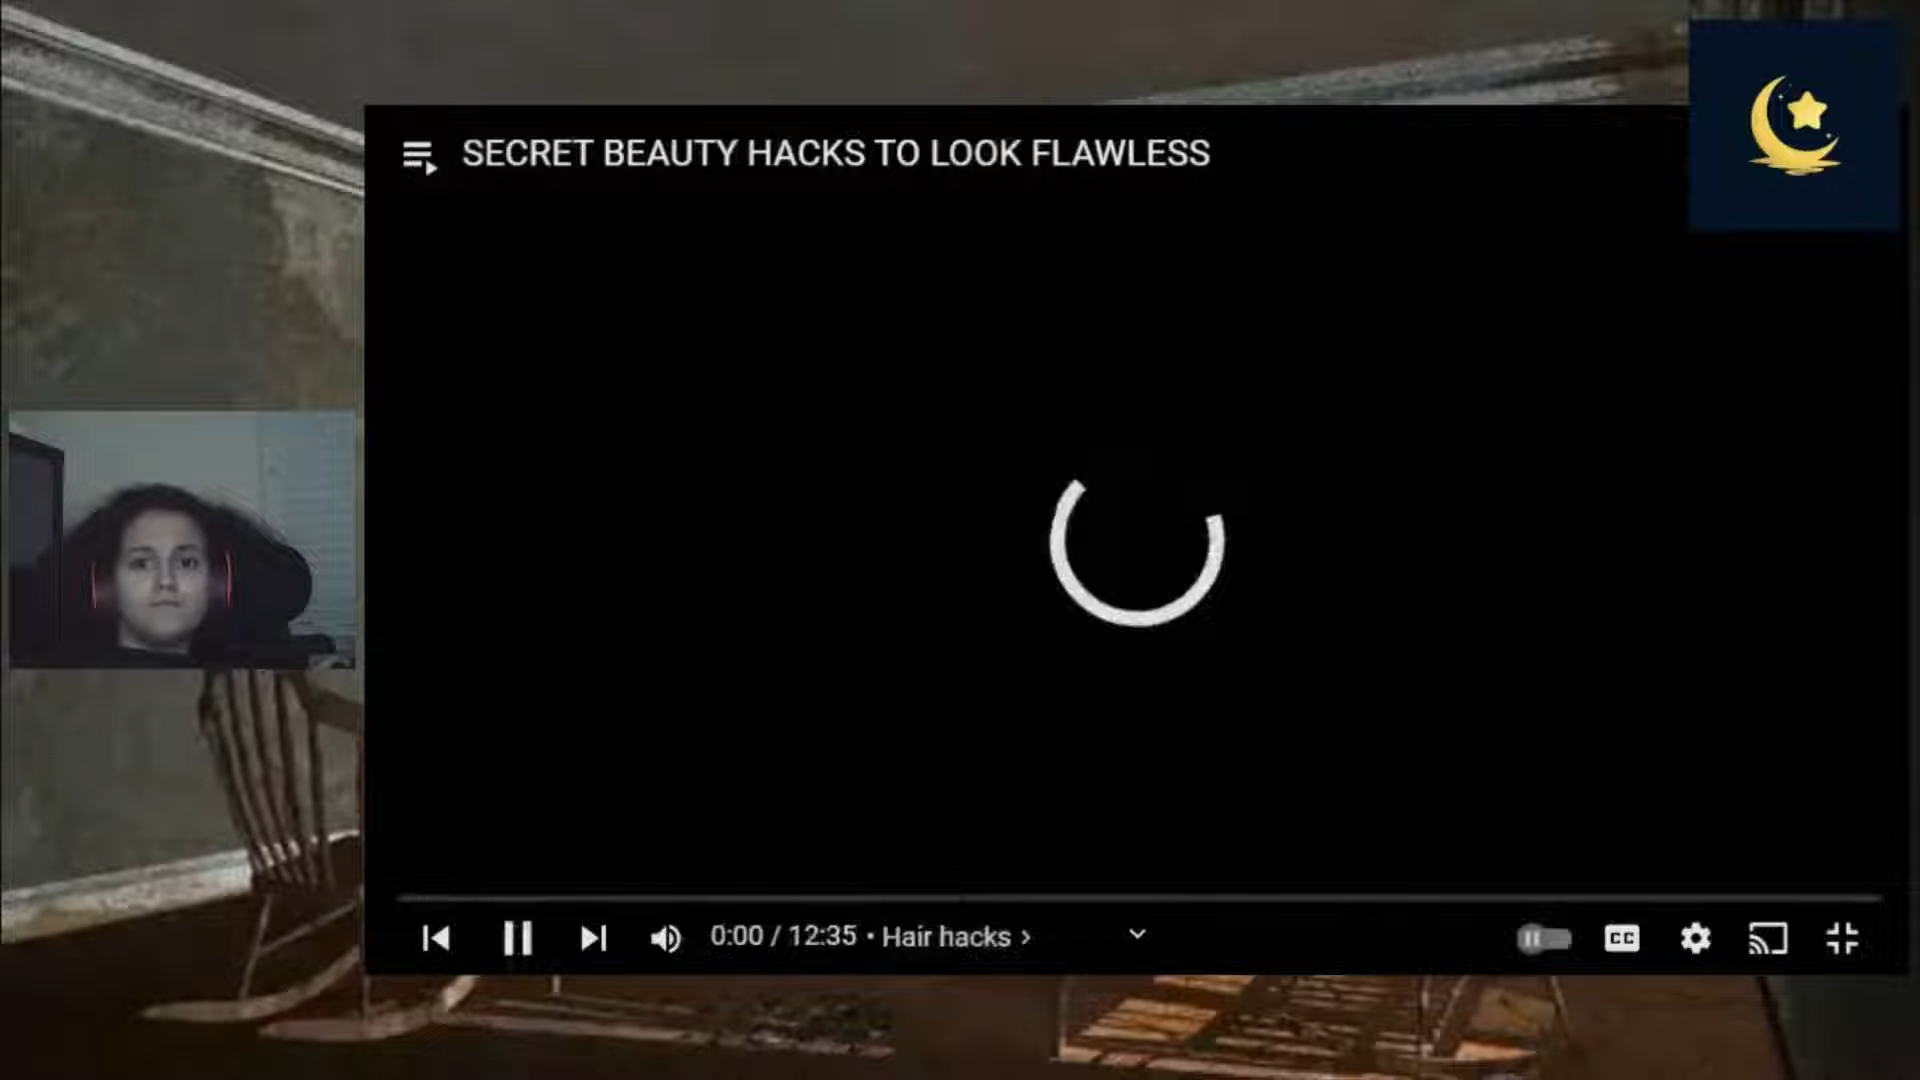 SECRET BEAUTY HACKS TO LOOK FLAWLESS
0:00 / 12:35 • Hair hacks ›
CC